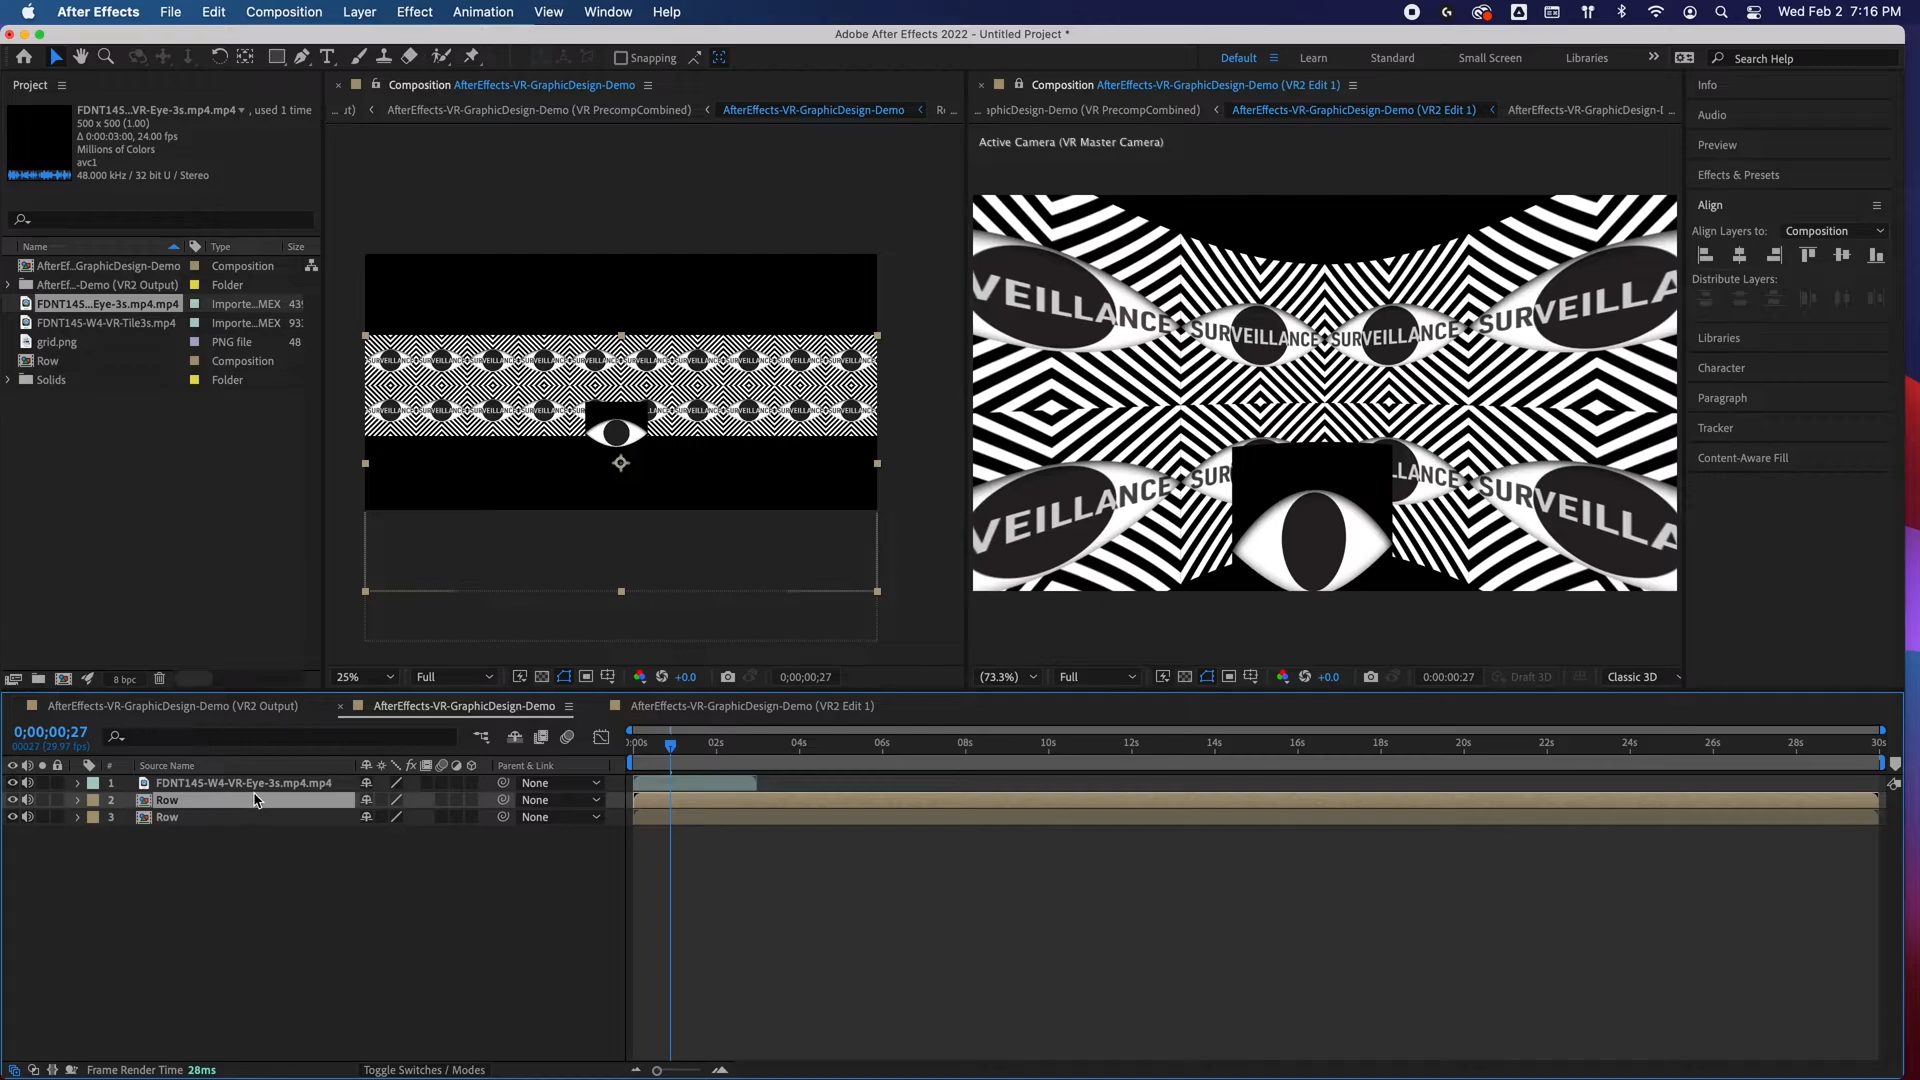 After Effects File Edit Composition Layer Effect Animation View Window Help Wed Feb 2 7:16 PM
Adobe After Effects 2022 - Untitled Project *
Snapping Default Learn Standard Small Screen Libraries Search Help
Project
FDNT145...VR-Eye-3s.mp4.mp4 , used 1 time
500 x 500 (1.00)
Δ 0:00:03:00, 24.00 fps
Millions of Colors
avc1
48.000 kHz / 32 bit U / Stereo
Name Type Size
AfterEf...GraphicDesign-Demo Composition
AfterEf...-Demo (VR2 Output) Folder
FDNT145...Eye-3s.mp4.mp4 Importe...MEX 439
FDNT145-W4-VR-Tile3s.mp4 Importe...MEX 93
grid.png PNG file 48
Row Composition
Solids Folder
8 bpc
Composition AfterEffects-VR-GraphicDesign-Demo
...ut) AfterEffects-VR-GraphicDesign-Demo (VR PrecompCombined) AfterEffects-VR-GraphicDesign-Demo
25% Full +0.0 0;00;00;27
Composition AfterEffects-VR-GraphicDesign-Demo (VR2 Edit 1)
...aphicDesign-Demo (VR PrecompCombined) AfterEffects-VR-GraphicDesign-Demo (VR2 Edit 1) AfterEffects-VR-GraphicDesign-[ ...
Active Camera (VR Master Camera)
VEILLANCE SURVEILLANCE SURVEILLANCE SURVEILLA
VEILLANCE SUR LANCE SURVEILLA
(73.3%) Full +0.0 0:00:00:27 Draft 3D Classic 3D
Info
Audio
Preview
Effects & Presets
Align
Align Layers to: Composition
Distribute Layers:
Libraries
Character
Paragraph
Tracker
Content-Aware Fill
AfterEffects-VR-GraphicDesign-Demo (VR2 Output) AfterEffects-VR-GraphicDesign-Demo AfterEffects-VR-GraphicDesign-Demo (VR2 Edit 1)
0;00;00;27
00027 (29.97 fps)
:00s 02s 04s 06s 08s 10s 12s 14s 16s 18s 20s 22s 24s 26s 28s 30s
# Source Name Parent & Link
1 FDNT145-W4-VR-Eye-3s.mp4.mp4 None
2 Row None
3 Row None
Frame Render Time 28ms Toggle Switches / Modes